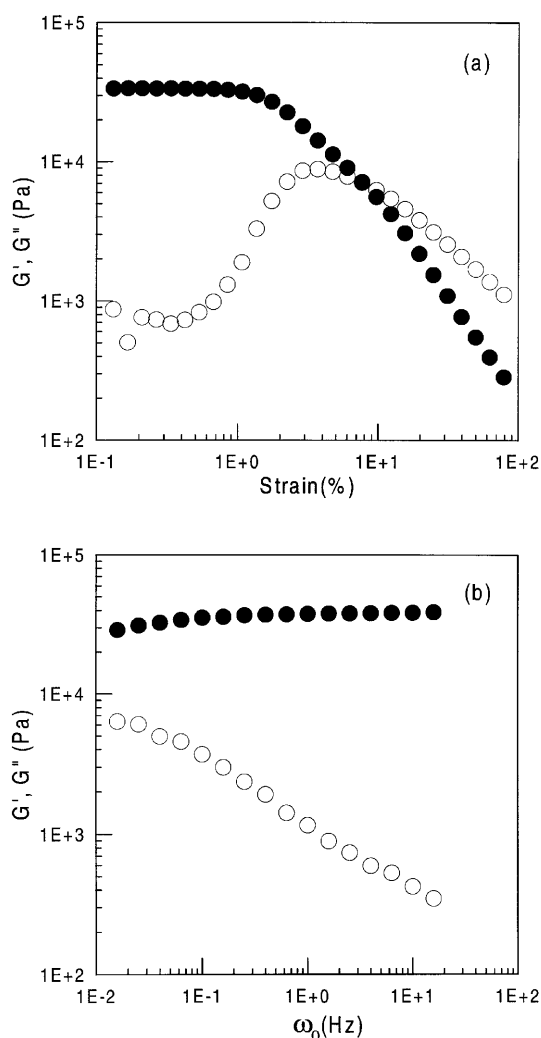 1E+5
(a)
1E+4
G', G" (Pa)
1E+3
1E+2
1E-1 1E+0 1E+1 1E+2
Strain(%)
1E+5
(b)
1E+4
G', G" (Pa)
1E+3
1E+2
1E-2 1E-1 1E+0 1E+1 1E+2
ω₀(Hz)